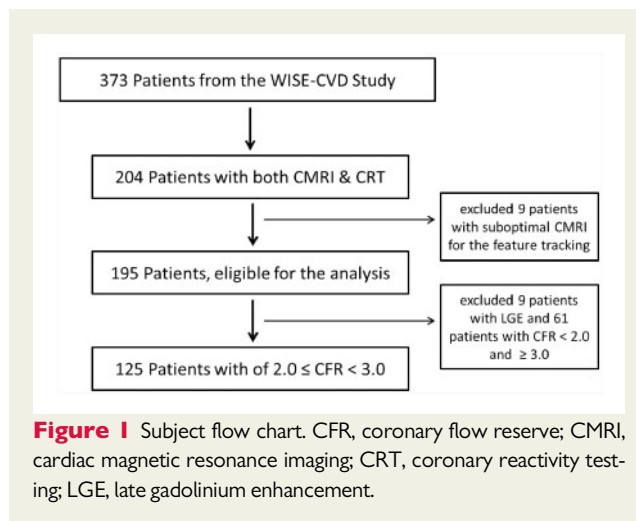 373 Patients from the WISE-CVD Study
204 Patients with both CMRI & CRT
excluded 9 patients
with suboptimal CMRI
for the feature tracking
195 Patients, eligible for the analysis
excluded 9 patients
with LGE and 61
patients with CFR < 2.0
and ≥ 3.0
125 Patients with of 2.0 ≤ CFR < 3.0
Figure 1 Subject flow chart. CFR, coronary flow reserve; CMRI,
cardiac magnetic resonance imaging; CRT, coronary reactivity test-
ing; LGE, late gadolinium enhancement.